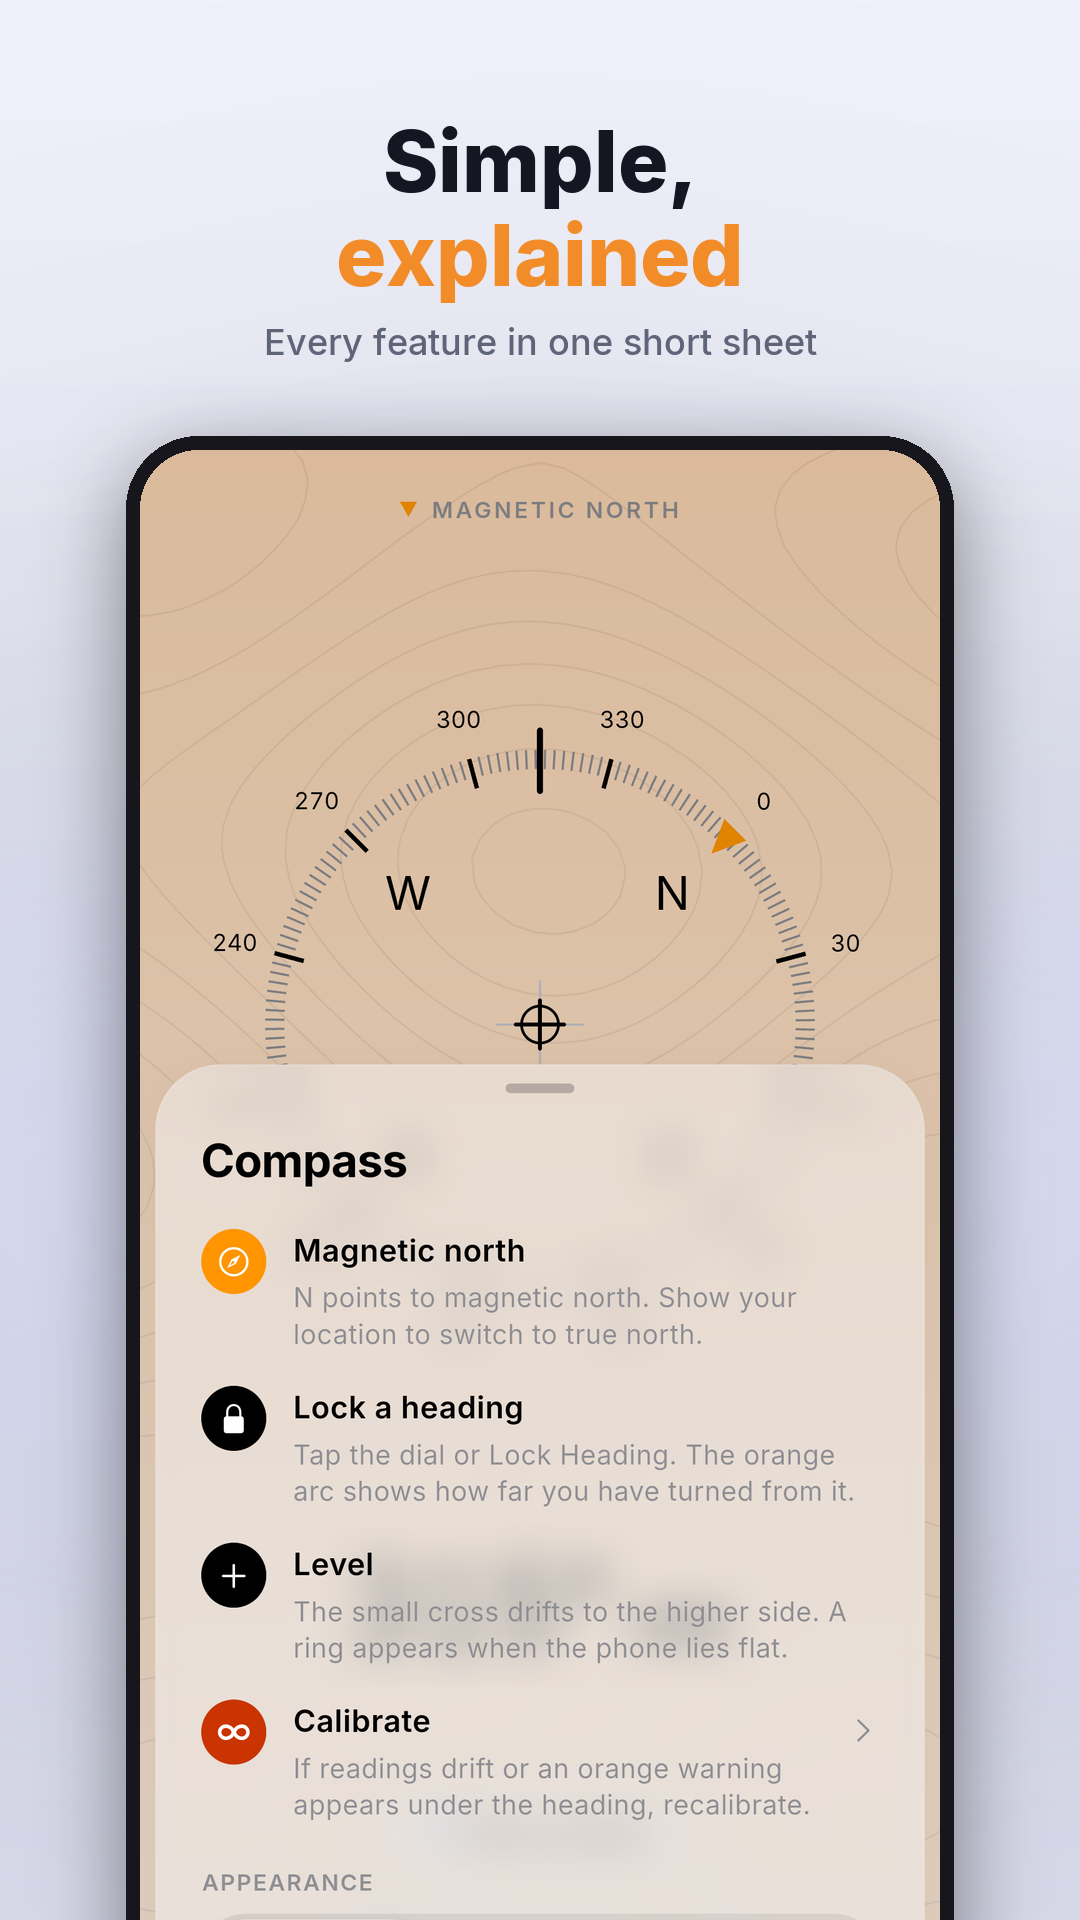 Simple,
explained
Every feature in one short sheet
MAGNETIC NORTH
300
330
270
0
W
N
240
30
Compass
Magnetic north
N points to magnetic north. Show your
location to switch to true north.
Lock a heading
Tap the dial or Lock Heading. The orange
arc shows how far you have turned from it.
Level
The small cross drifts to the higher side. A
ring appears when the phone lies flat.
Calibrate
If readings drift or an orange warning
appears under the heading, recalibrate.
APPEARANCE